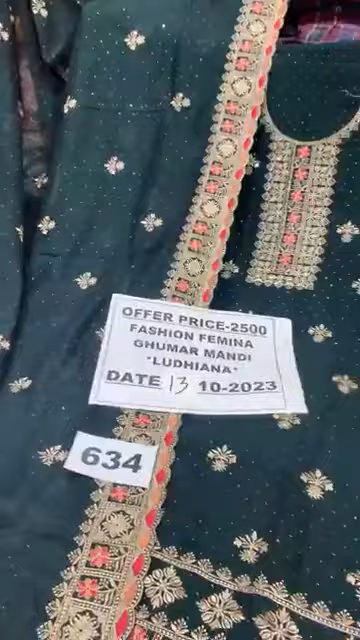 OFFER PRICE-2500
FASHION FEMINA
GHUMAR MANDI
*LUDHIANA*
DATE 13 10-2023
634